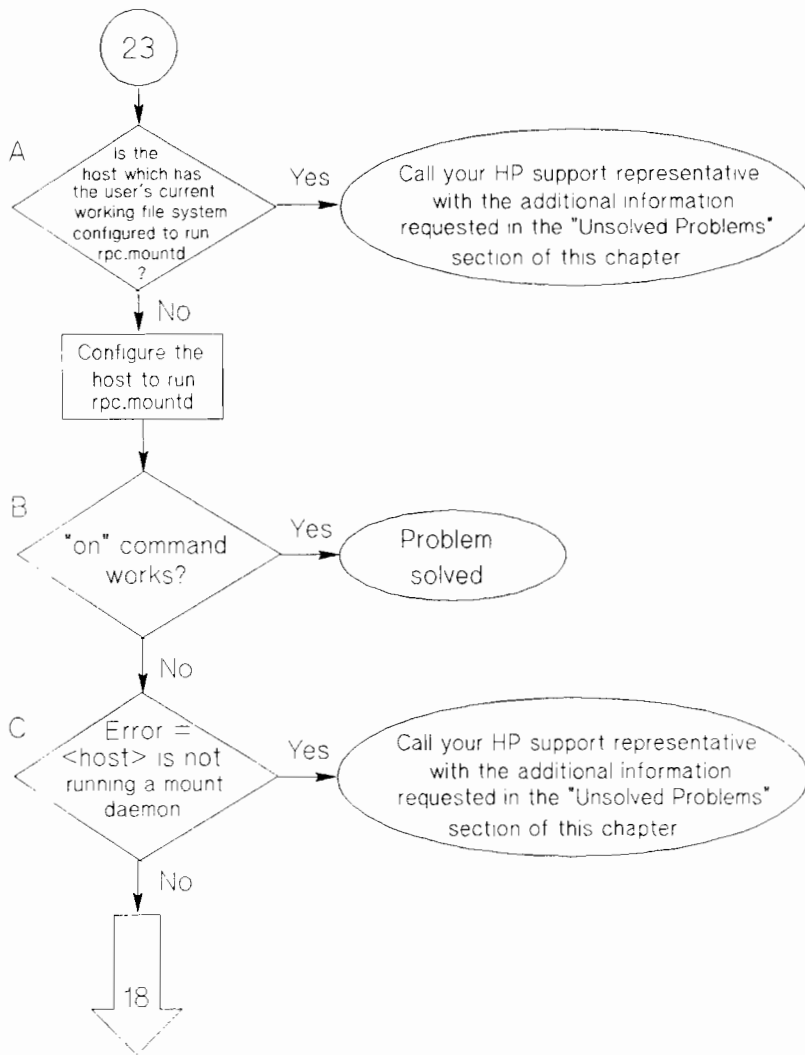 23
A
Is the
host which has
the user's current
working file system
configured to run
rpc.mountd
?
Yes
Call your HP support representative
with the additional information
requested in the "Unsolved Problems"
section of this chapter
No
Configure the
host to run
rpc.mountd
B
"on" command
works?
Yes
Problem
solved
No
C
Error =
<host> is not
running a mount
daemon
Yes
Call your HP support representative
with the additional information
requested in the "Unsolved Problems"
section of this chapter
No
18